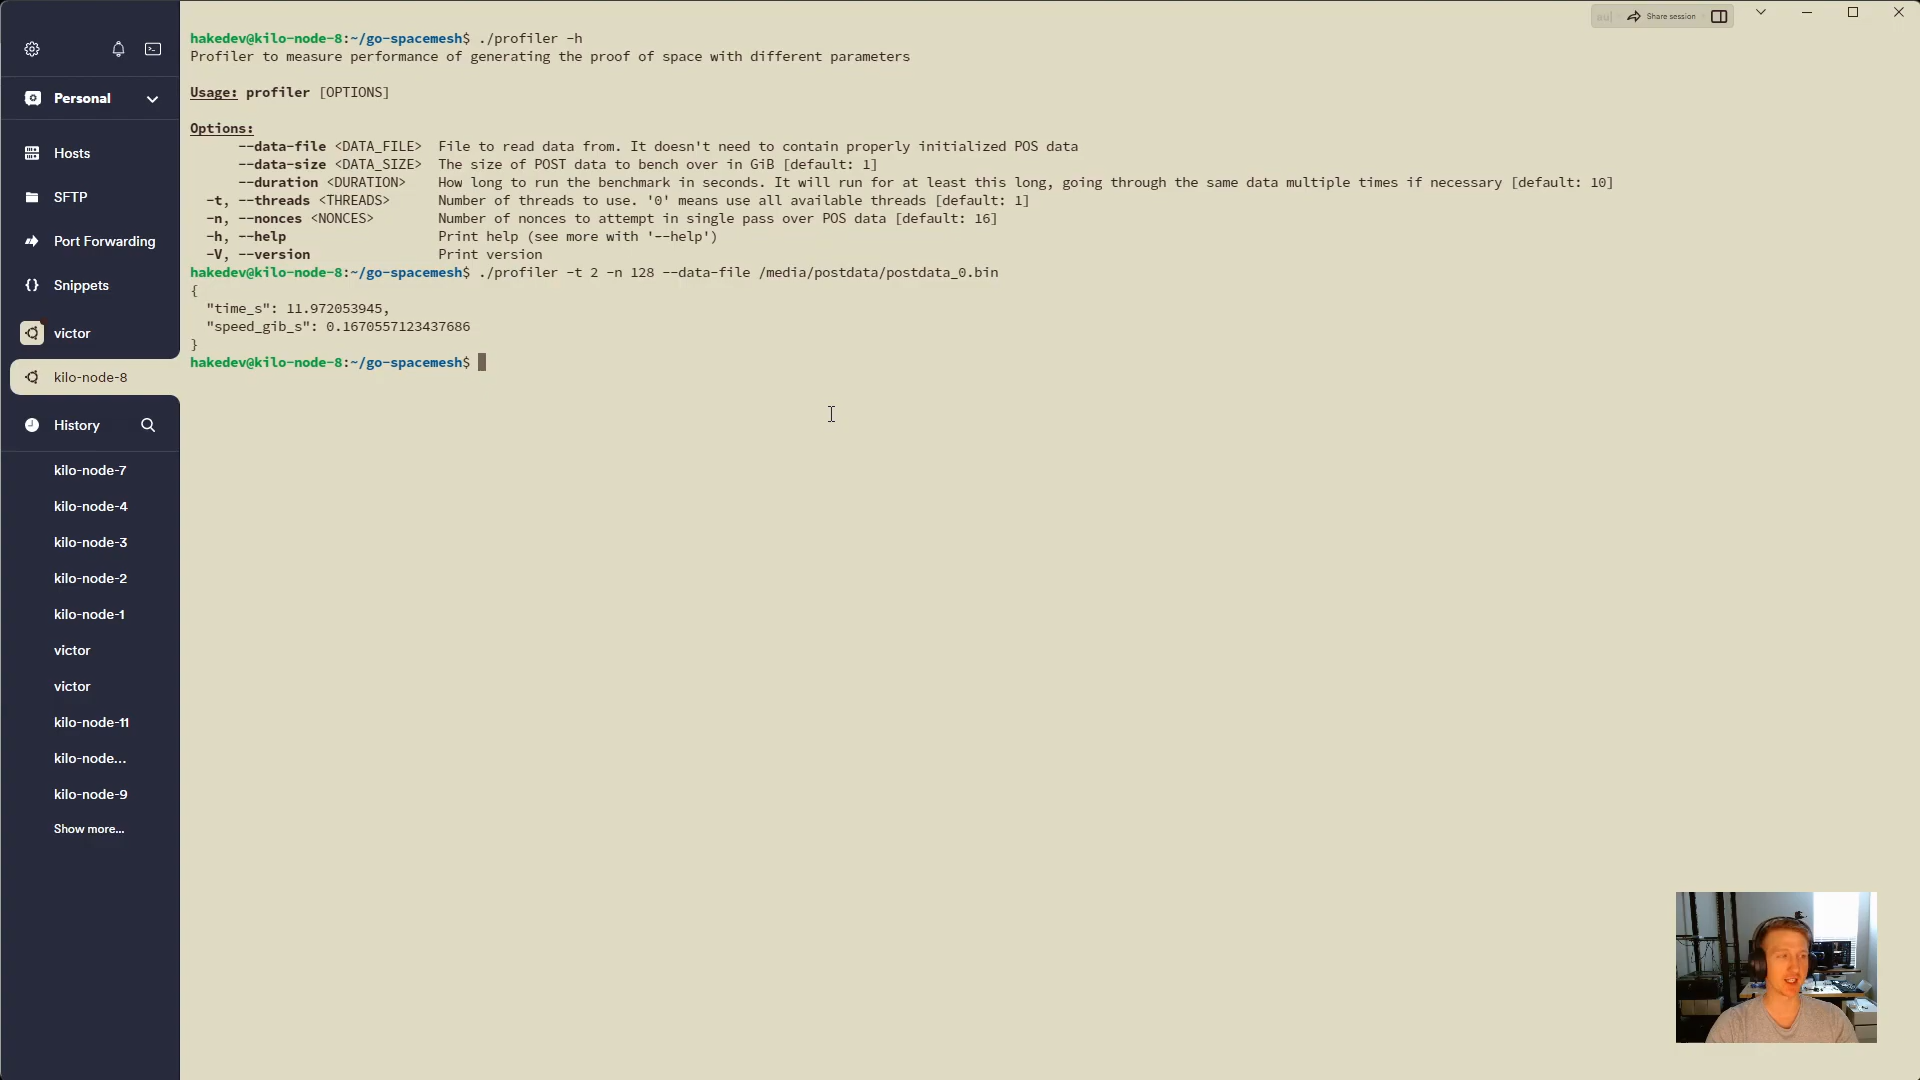 Share session
Personal
Hosts
SFTP
Port Forwarding
Snippets
victor
kilo-node-8
History
kilo-node-7
kilo-node-4
kilo-node-3
kilo-node-2
kilo-node-1
victor
victor
kilo-node-11
kilo-node...
kilo-node-9
Show more...
hakedev@kilo-node-8:~/go-spacemesh$ ./profiler -h
Profiler to measure performance of generating the proof of space with different parameters
Usage: profiler [OPTIONS]
Options:
--data-file <DATA_FILE> File to read data from. It doesn't need to contain properly initialized POS data
--data-size <DATA_SIZE> The size of POST data to bench over in GiB [default: 1]
--duration <DURATION> How long to run the benchmark in seconds. It will run for at least this long, going through the same data multiple times if necessary [default: 10]
-t, --threads <THREADS> Number of threads to use. '0' means use all available threads [default: 1]
-n, --nonces <NONCES> Number of nonces to attempt in single pass over POS data [default: 16]
-h, --help Print help (see more with '--help')
-V, --version Print version
hakedev@kilo-node-8:~/go-spacemesh$ ./profiler -t 2 -n 128 --data-file /media/postdata/postdata_0.bin
{
"time_s": 11.972053945,
"speed_gib_s": 0.1670557123437686
}
hakedev@kilo-node-8:~/go-spacemesh$